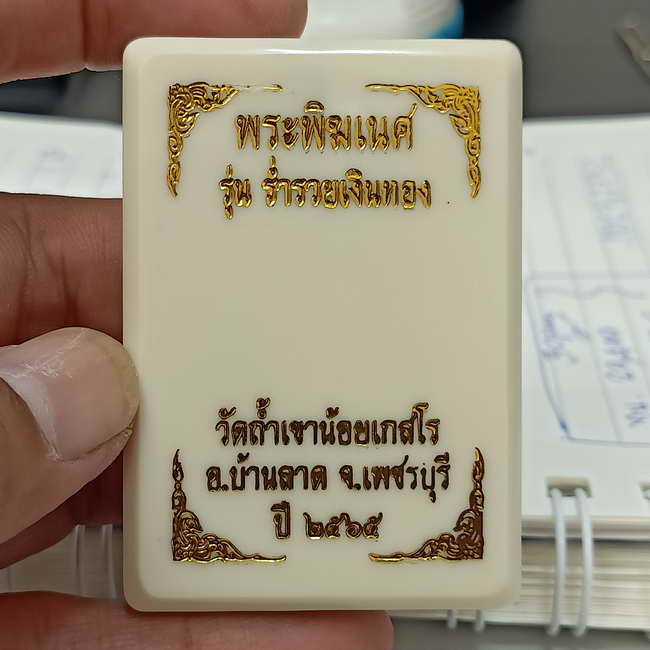 พระพิฆเนศ
รุ่น ร่ำรวยเงินทอง
วัดถ้ำเขาน้อยเกสโร
อ.บ้านลาด จ.เพชรบุรี
ปี ๒๕๖๕